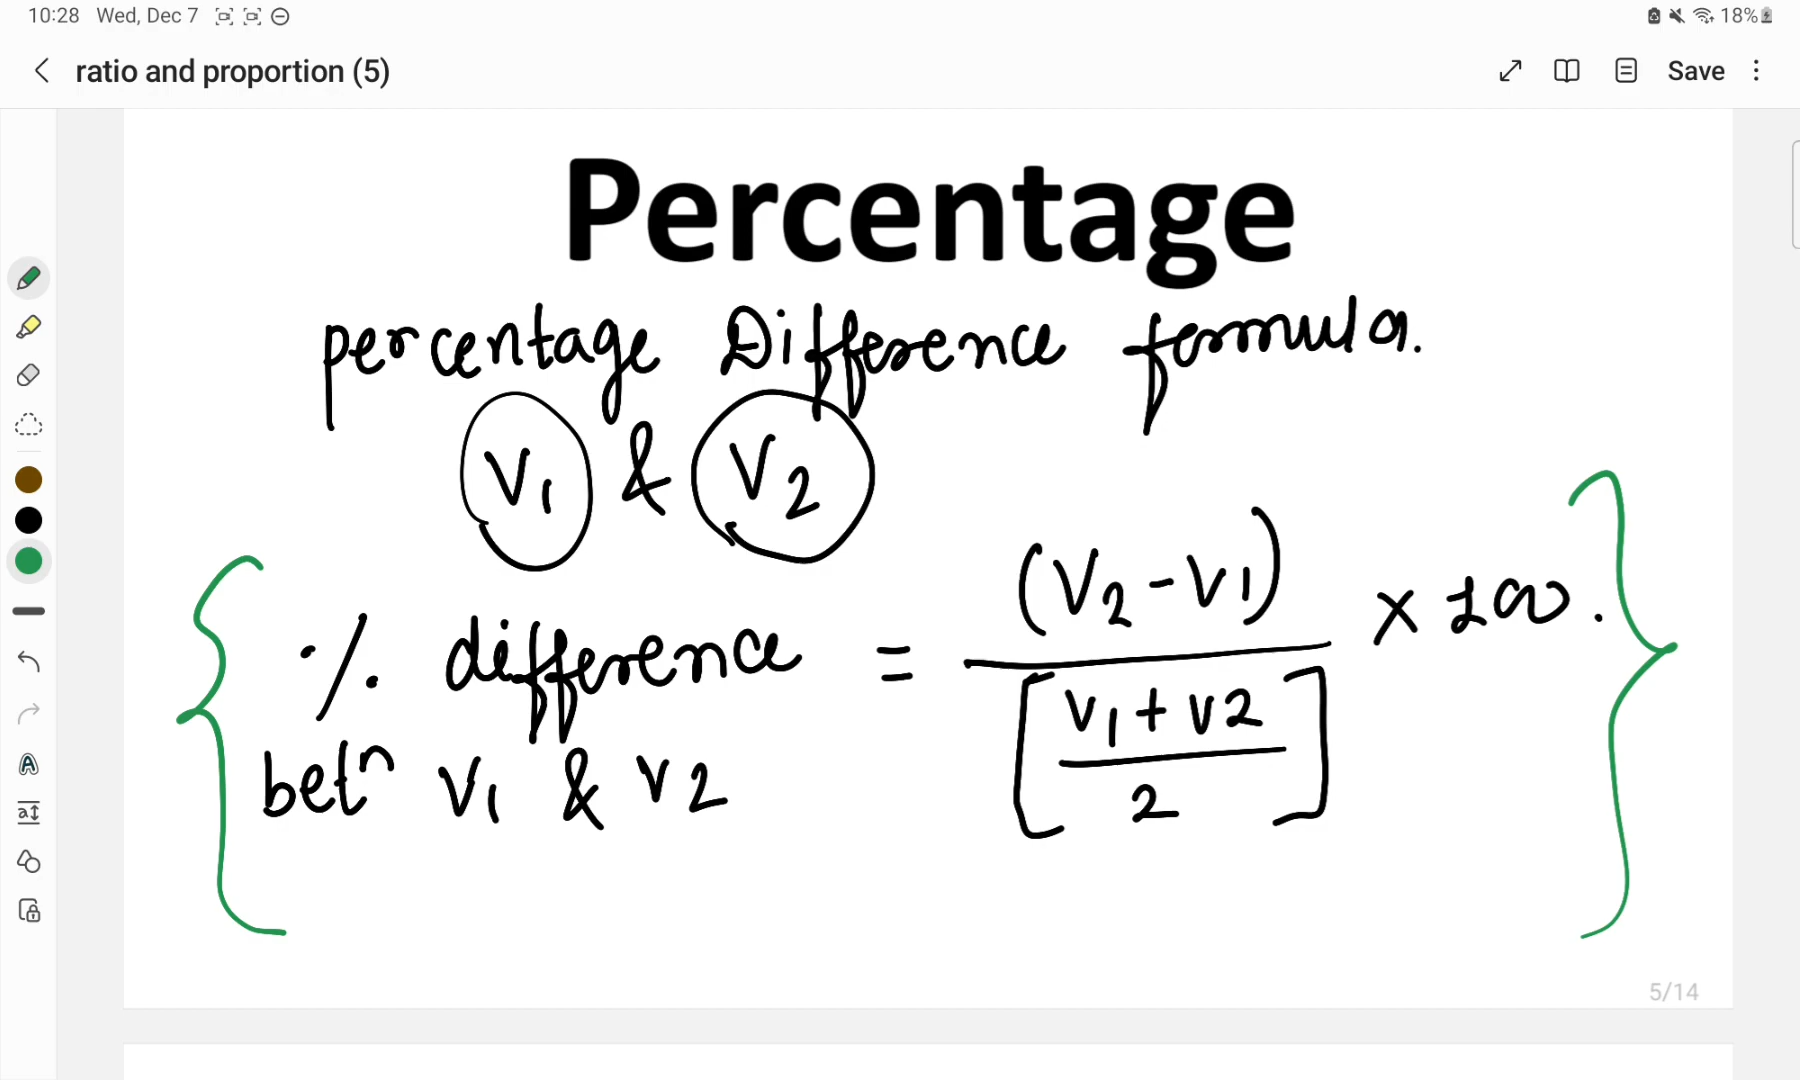 10:28 Wed, Dec 7 18%
ratio and proportion (5) Save
Percentage
percentage Difference formula.
V1 & V2
% difference = (V2 - V1) / [(V1 + V2) / 2] × 100.
betn V1 & V2
5/14